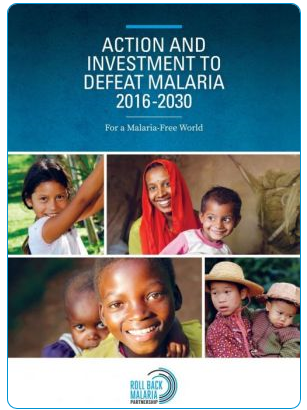 ACTION AND
INVESTMENT TO
DEFEAT MALARIA
2016-2030
For a Malaria-Free World
ROLL BACK
MALARIA
PARTNERSHIP